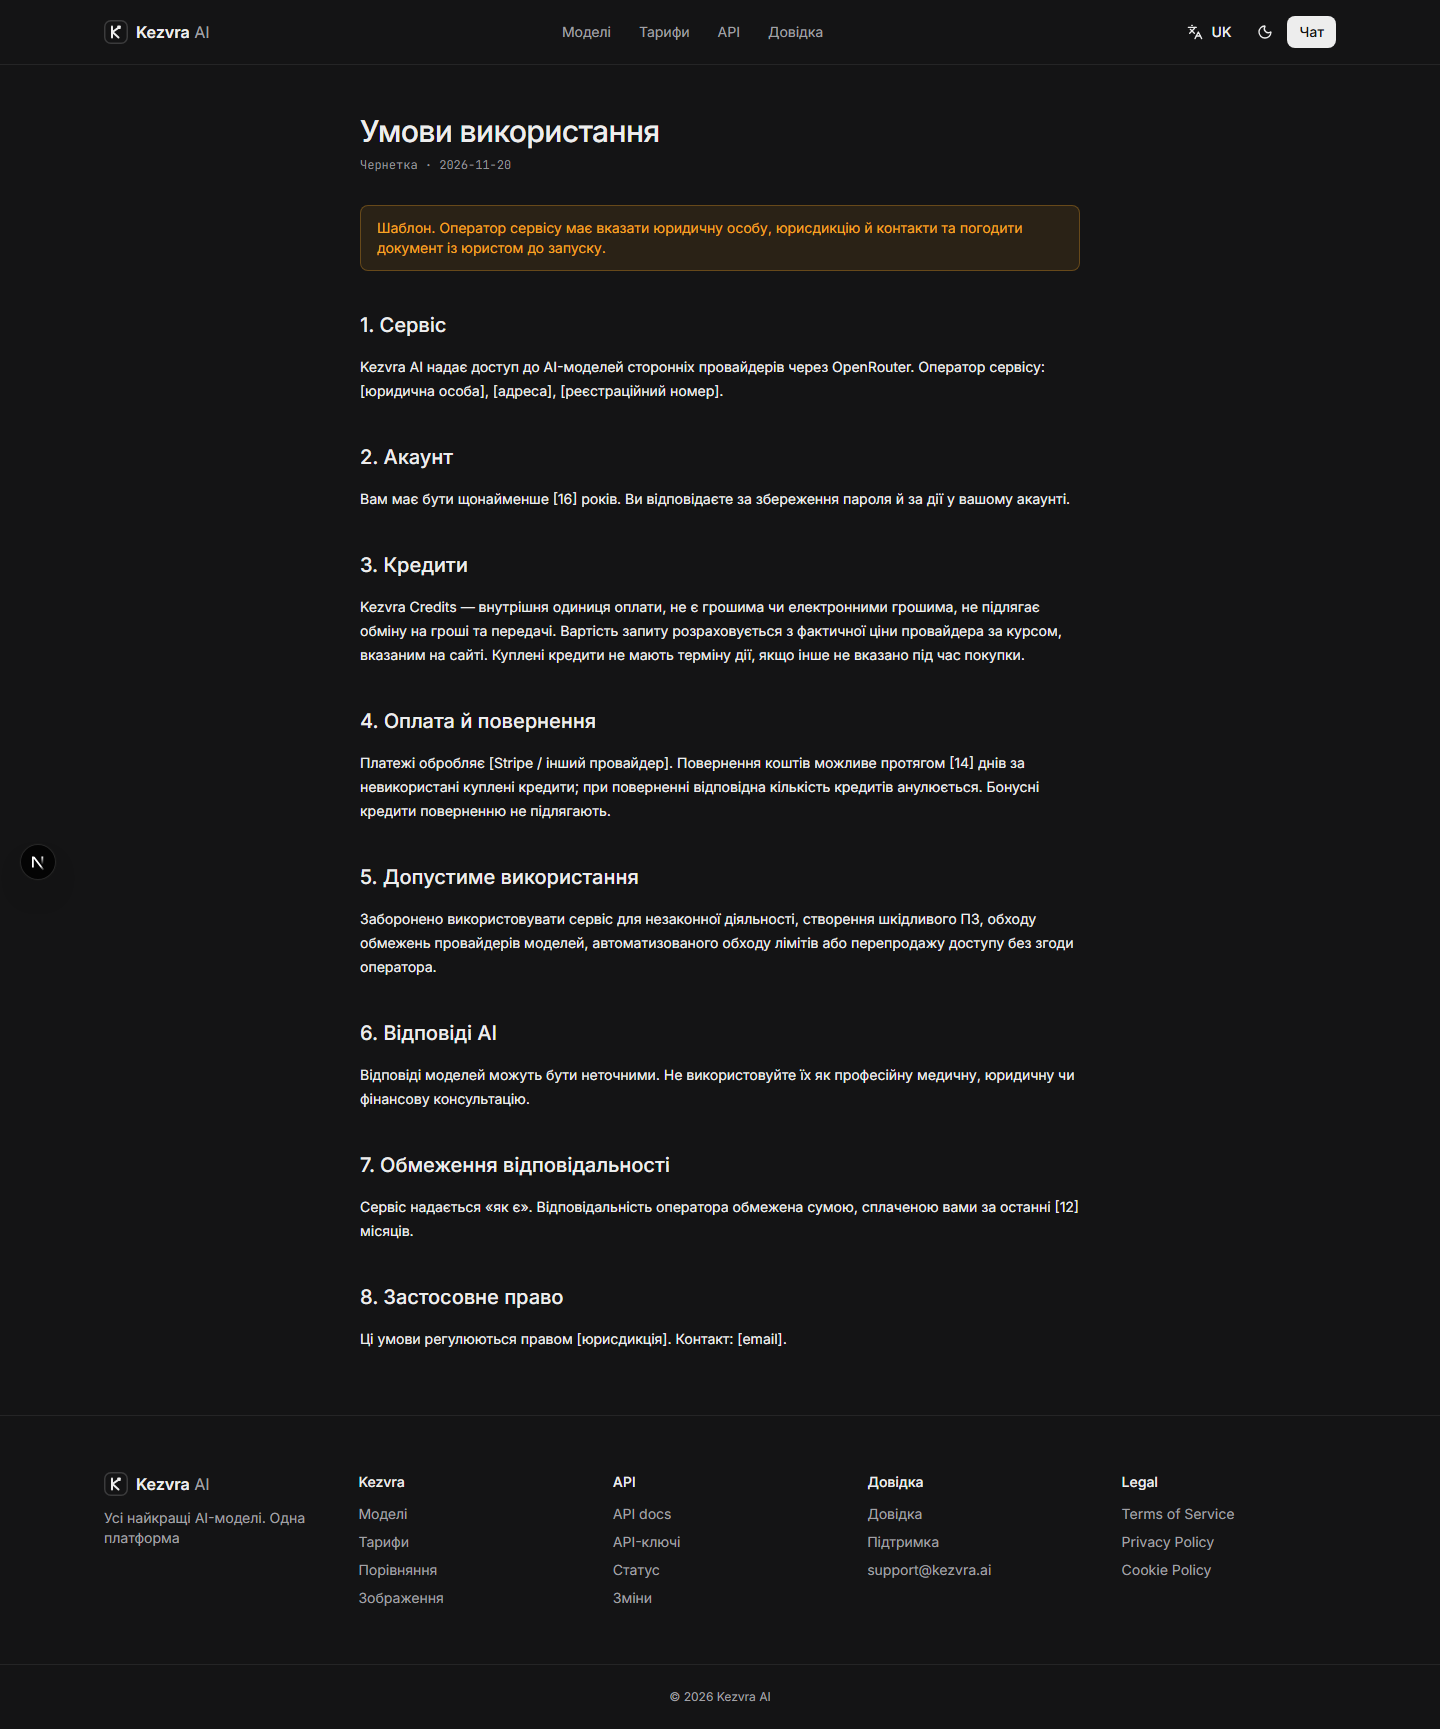 Kezvra AI
Моделі
Тарифи
API
Довідка
UK
Чат
Умови використання
Чернетка · 2026-11-20
Шаблон. Оператор сервісу має вказати юридичну особу, юрисдикцію й контакти та погодити
документ із юристом до запуску.
1. Сервіс
Kezvra AI надає доступ до AI-моделей сторонніх провайдерів через OpenRouter. Оператор сервісу:
[юридична особа], [адреса], [реєстраційний номер].
2. Акаунт
Вам має бути щонайменше [16] років. Ви відповідаєте за збереження пароля й за дії у вашому акаунті.
3. Кредити
Kezvra Credits — внутрішня одиниця оплати, не є грошима чи електронними грошима, не підлягає
обміну на гроші та передачі. Вартість запиту розраховується з фактичної ціни провайдера за курсом,
вказаним на сайті. Куплені кредити не мають терміну дії, якщо інше не вказано під час покупки.
4. Оплата й повернення
Платежі обробляє [Stripe / інший провайдер]. Повернення коштів можливе протягом [14] днів за
невикористані куплені кредити; при поверненні відповідна кількість кредитів анулюється. Бонусні
кредити поверненню не підлягають.
5. Допустиме використання
Заборонено використовувати сервіс для незаконної діяльності, створення шкідливого ПЗ, обходу
обмежень провайдерів моделей, автоматизованого обходу лімітів або перепродажу доступу без згоди
оператора.
6. Відповіді AI
Відповіді моделей можуть бути неточними. Не використовуйте їх як професійну медичну, юридичну чи
фінансову консультацію.
7. Обмеження відповідальності
Сервіс надається «як є». Відповідальність оператора обмежена сумою, сплаченою вами за останні [12]
місяців.
8. Застосовне право
Ці умови регулюються правом [юрисдикція]. Контакт: [email].
Kezvra AI
Усі найкращі AI-моделі. Одна
платформа
Kezvra
Моделі
Тарифи
Порівняння
Зображення
API
API docs
API-ключі
Статус
Зміни
Довідка
Довідка
Підтримка
support@kezvra.ai
Legal
Terms of Service
Privacy Policy
Cookie Policy
© 2026 Kezvra AI